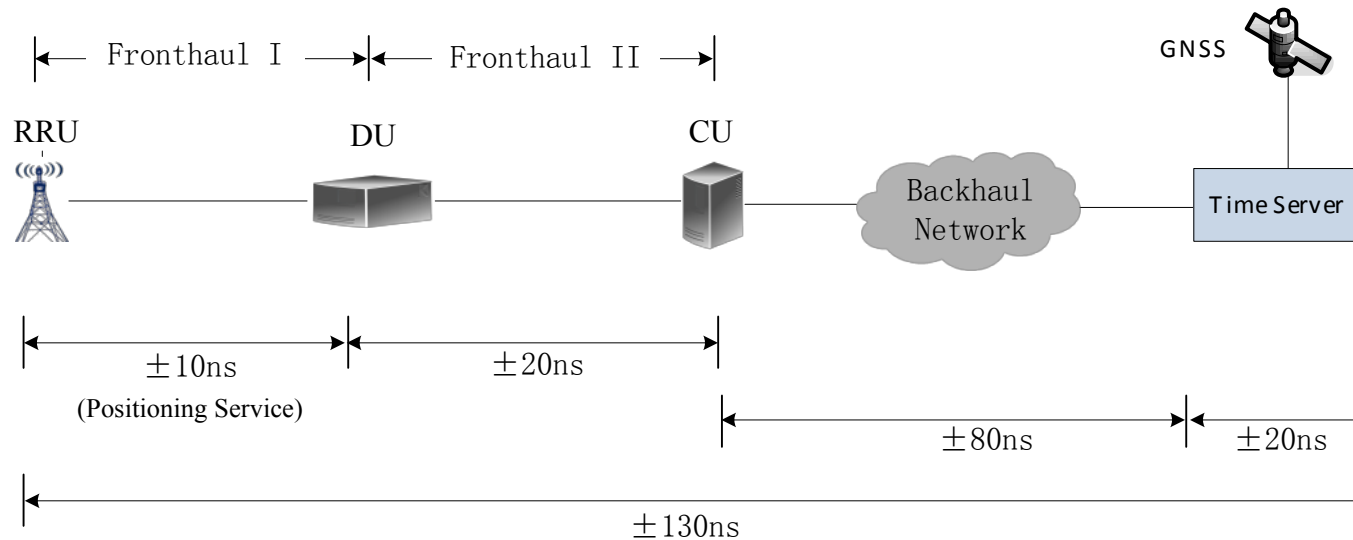 GNSS
Fronthaul I
Fronthaul II
RRU
DU
CU
Backhaul
Network
Time Server
±10ns
±20ns
(Positioning Service)
±80ns
±20ns
±130ns